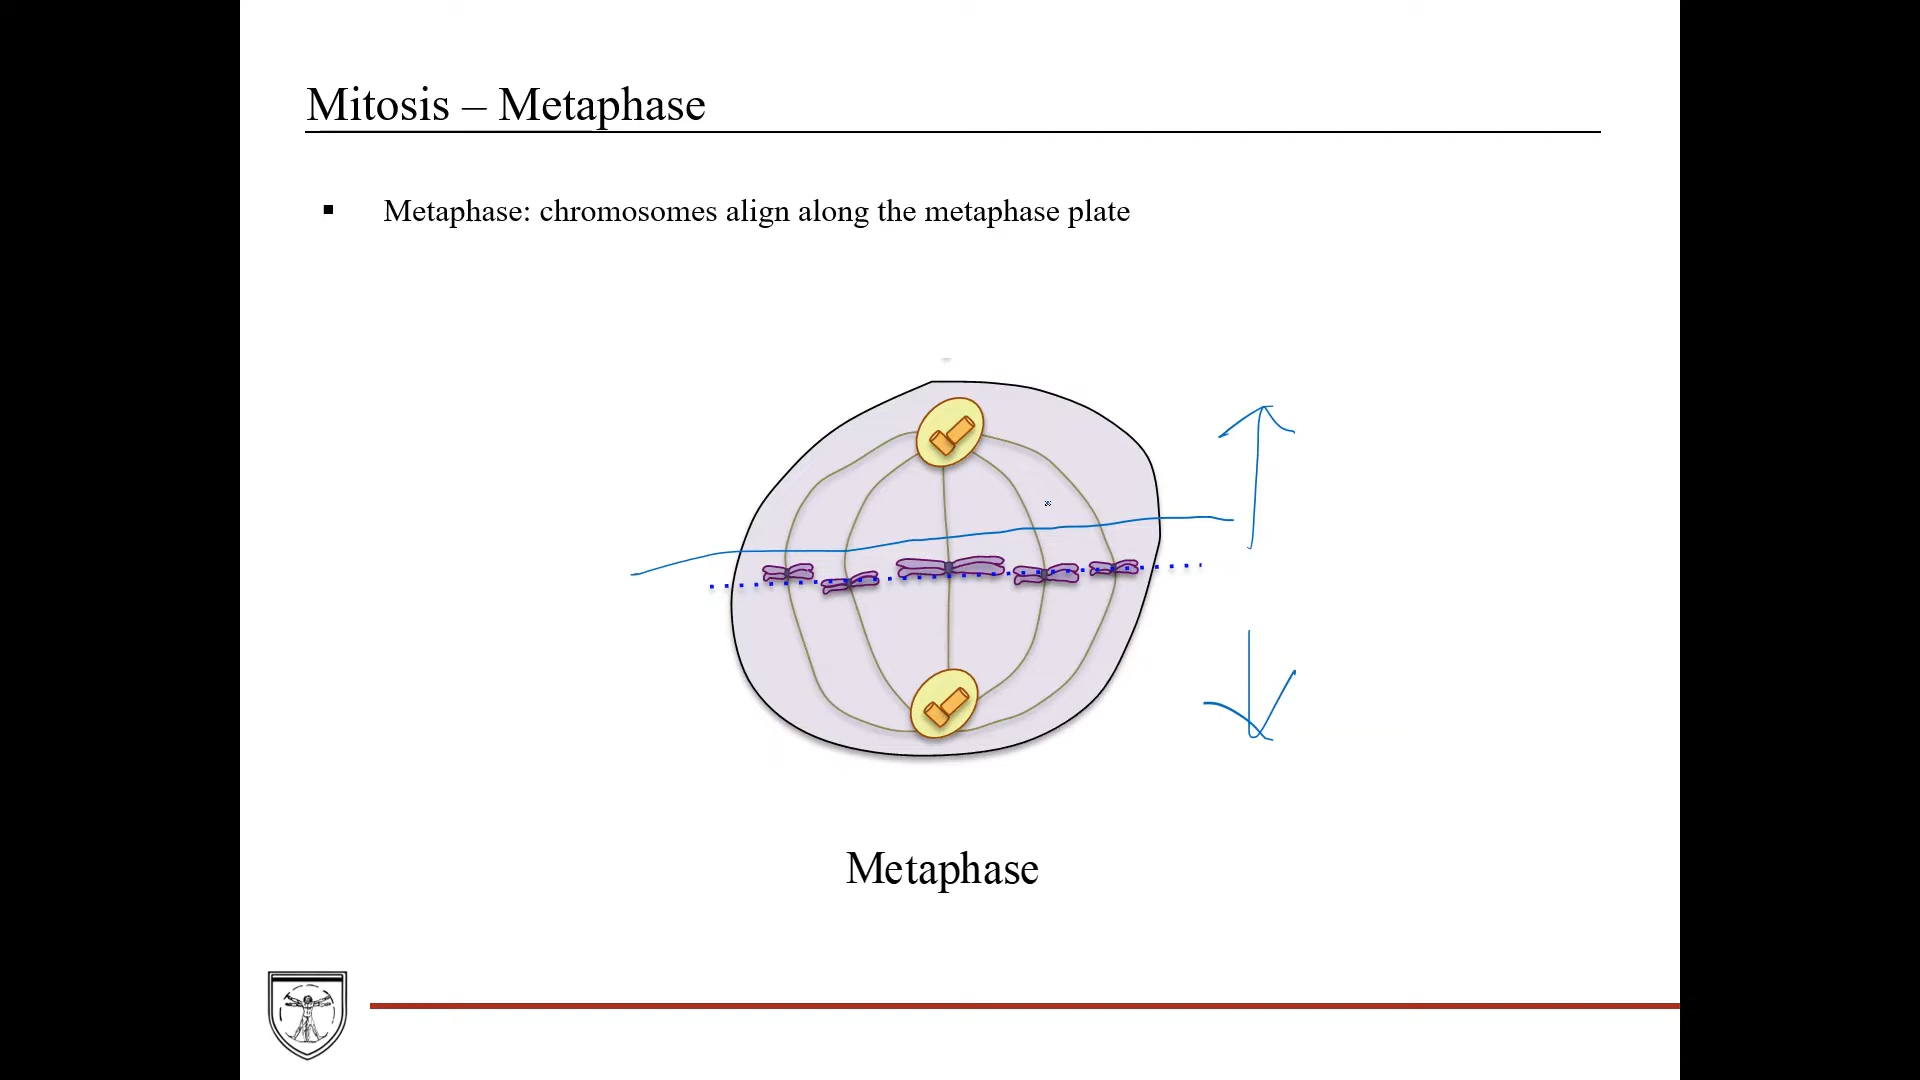 Mitosis – Metaphase
▪ Metaphase: chromosomes align along the metaphase plate
Metaphase